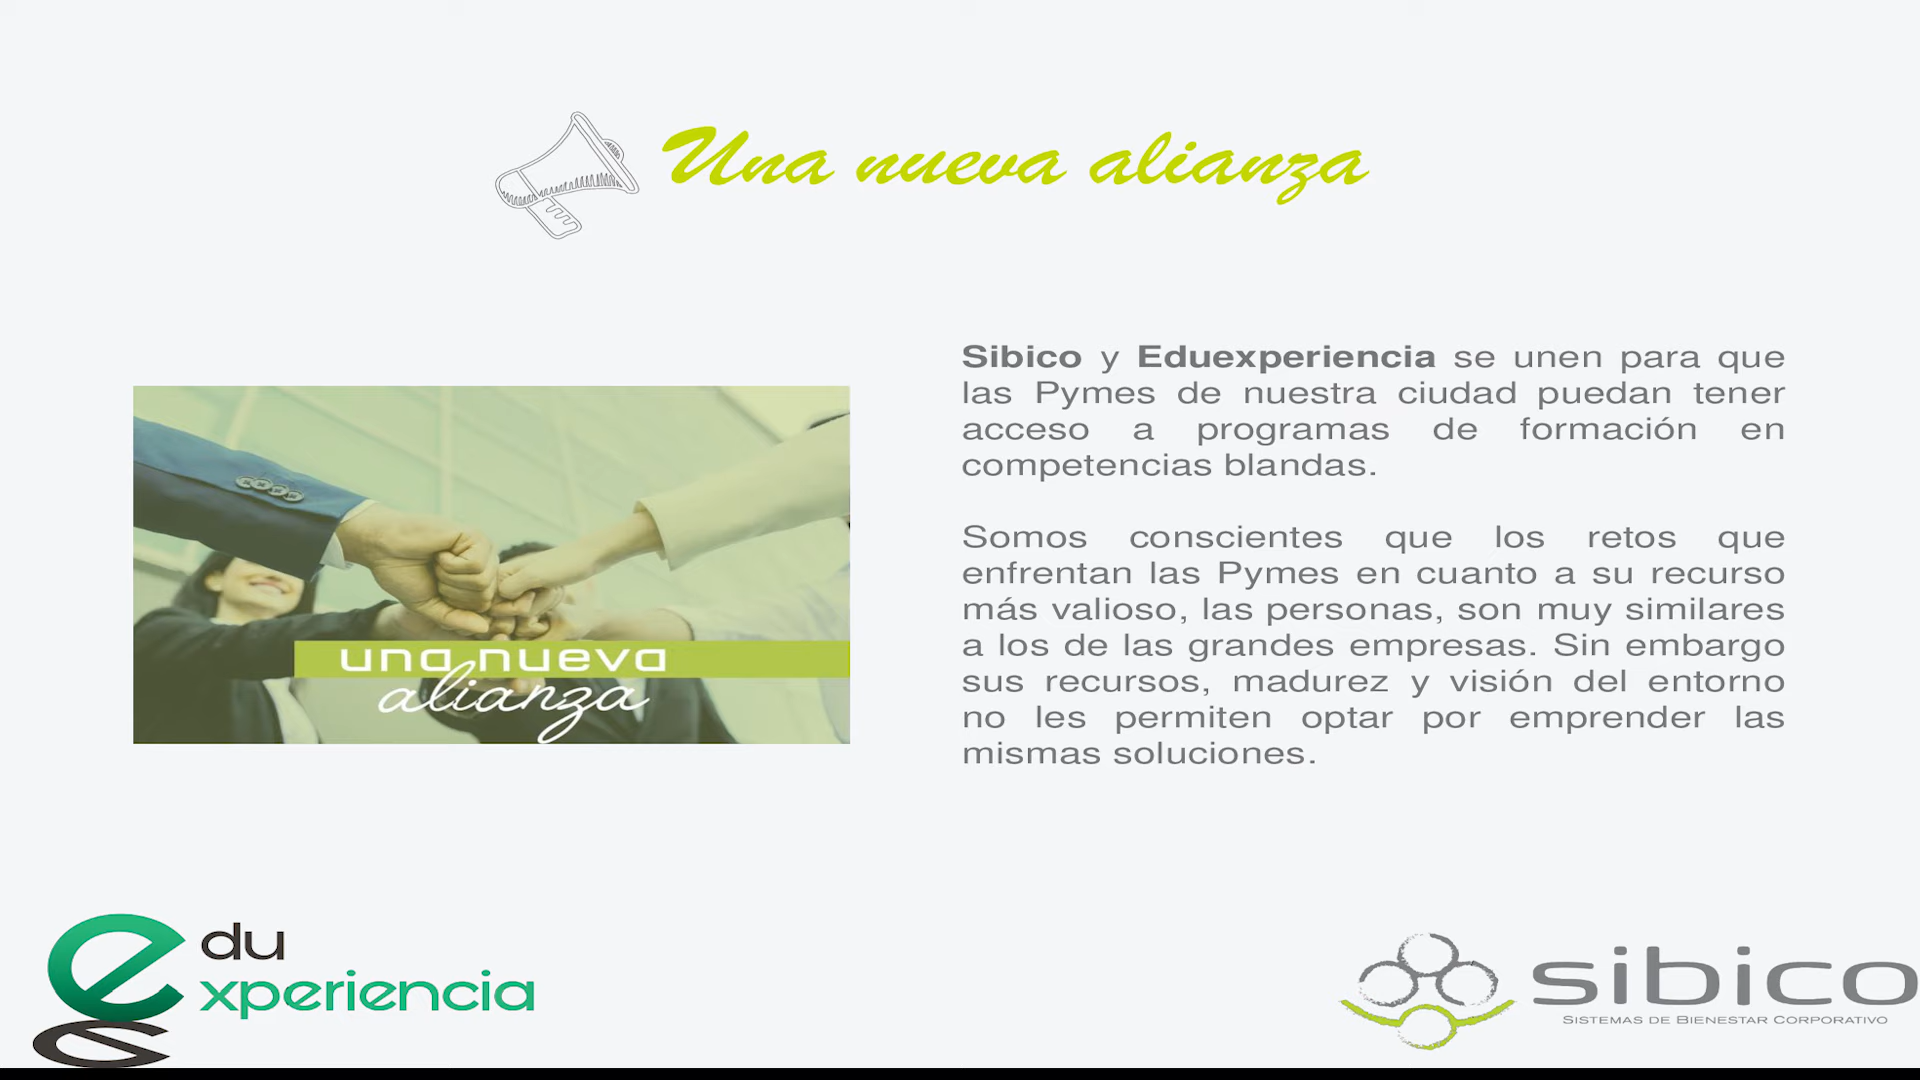 Una nueva alianza
Sibico y Eduexperiencia se unen para que
las Pymes de nuestra ciudad puedan tener
acceso a programas de formación en
competencias blandas.
Somos conscientes que los retos que
enfrentan las Pymes en cuanto a su recurso
más valioso, las personas, son muy similares
a los de las grandes empresas. Sin embargo
sus recursos, madurez y visión del entorno
no les permiten optar por emprender las
mismas soluciones.
una nueva
alianza
edu
experiencia
sibico
SISTEMAS DE BIENESTAR CORPORATIVO